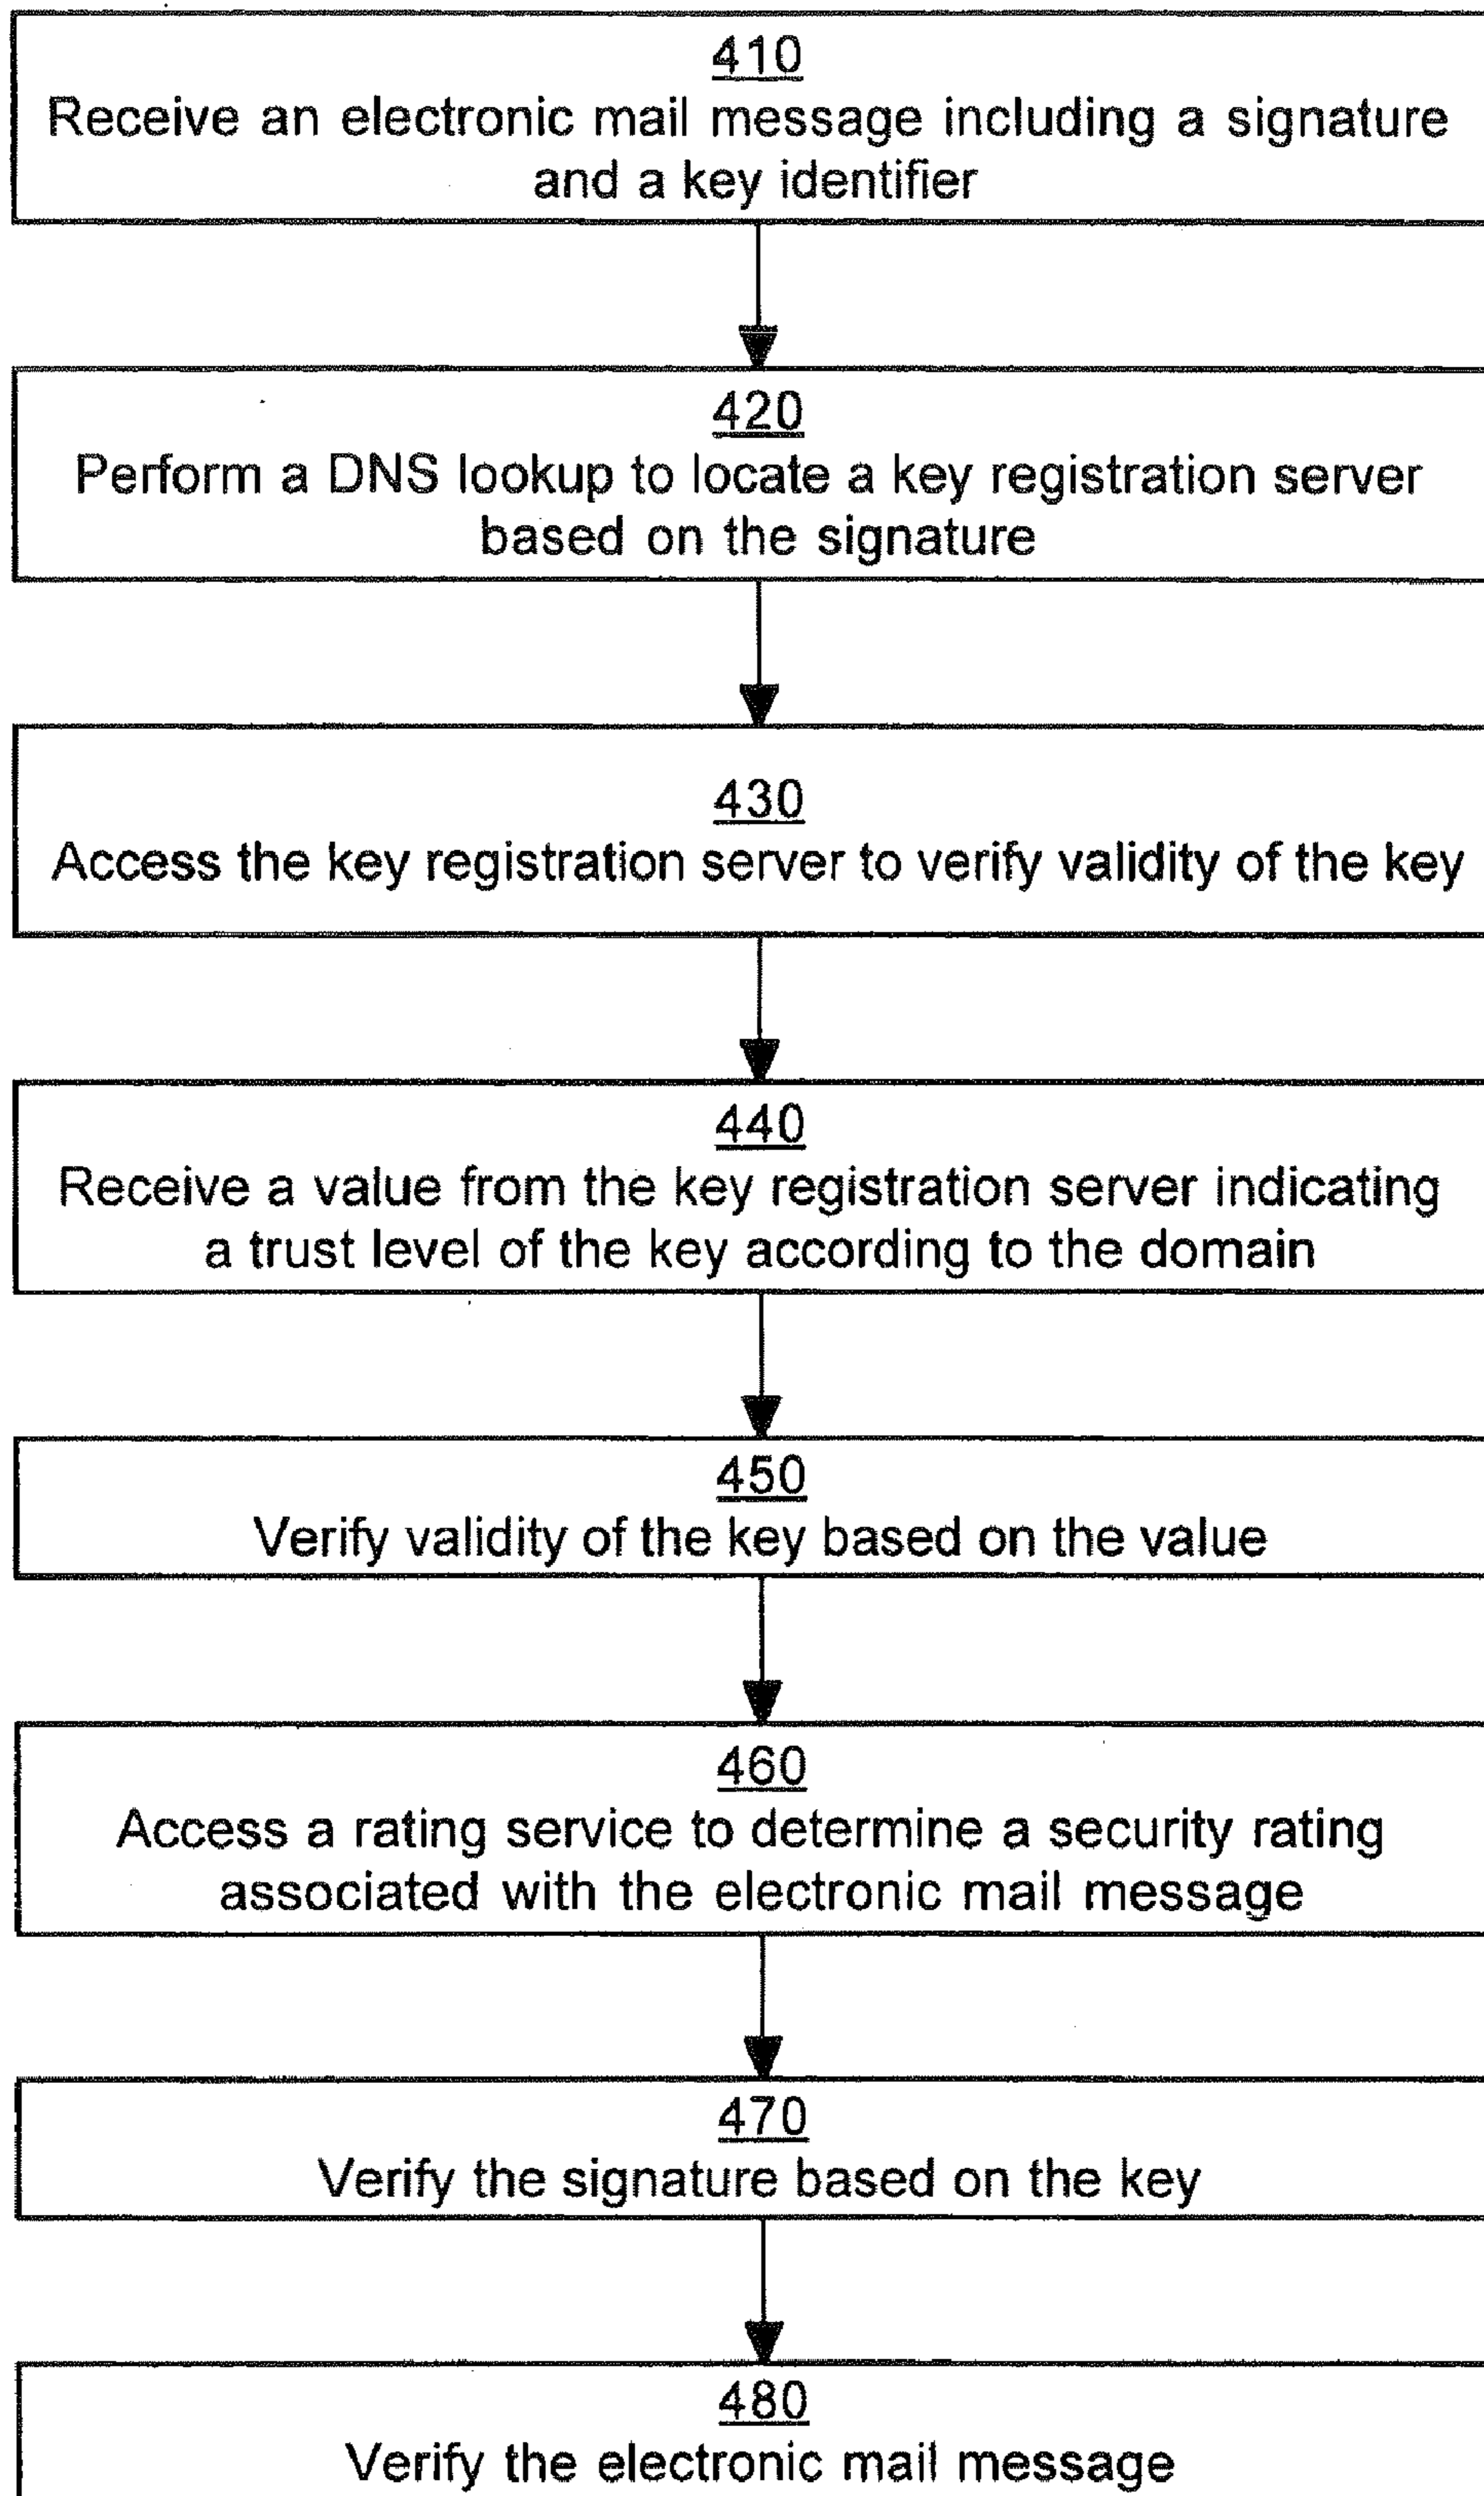 410
Receive an electronic mail message including a signature
and a key identifier
420
Perform a DNS lookup to locate a key registration server
based on the signature
430
Access the key registration server to verify validity of the key
440
Receive a value from the key registration server indicating
a trust level of the key according to the domain
450
Verify validity of the key based on the value
460
Access a rating service to determine a security rating
associated with the electronic mail message
470
Verify the signature based on the key
480
Verify the electronic mail message